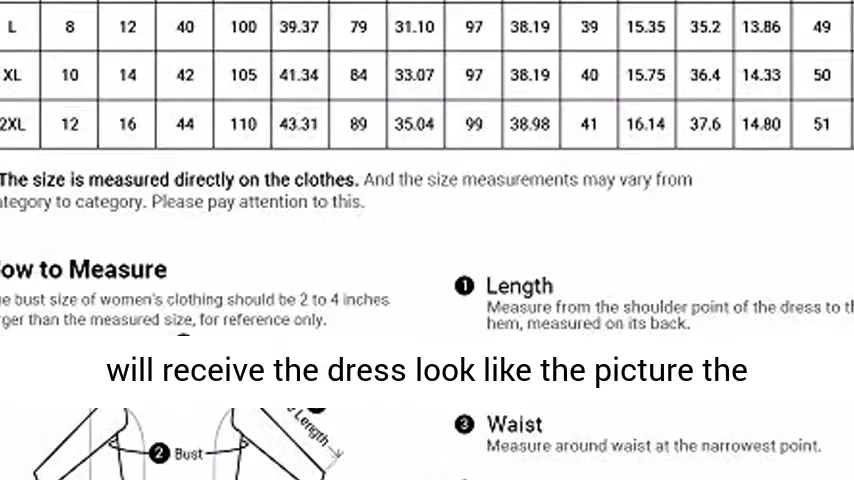 L 8 12 40 100 39.37 79 31.10 97 38.19 39 15.35 35.2 13.86 49
XL 10 14 42 105 41.34 84 33.07 97 38.19 40 15.75 36.4 14.33 50
2XL 12 16 44 110 43.31 89 35.04 99 38.98 41 16.14 37.6 14.80 51
The size is measured directly on the clothes. And the size measurements may vary from
ategory to category. Please pay attention to this.
ow to Measure
e bust size of women's clothing should be 2 to 4 inches
rger than the measured size, for reference only.
1 Length
Measure from the shoulder point of the dress to th
hem, measured on its back.
will receive the dress look like the picture the
Length
2 Bust
3 Waist
Measure around waist at the narrowest point.